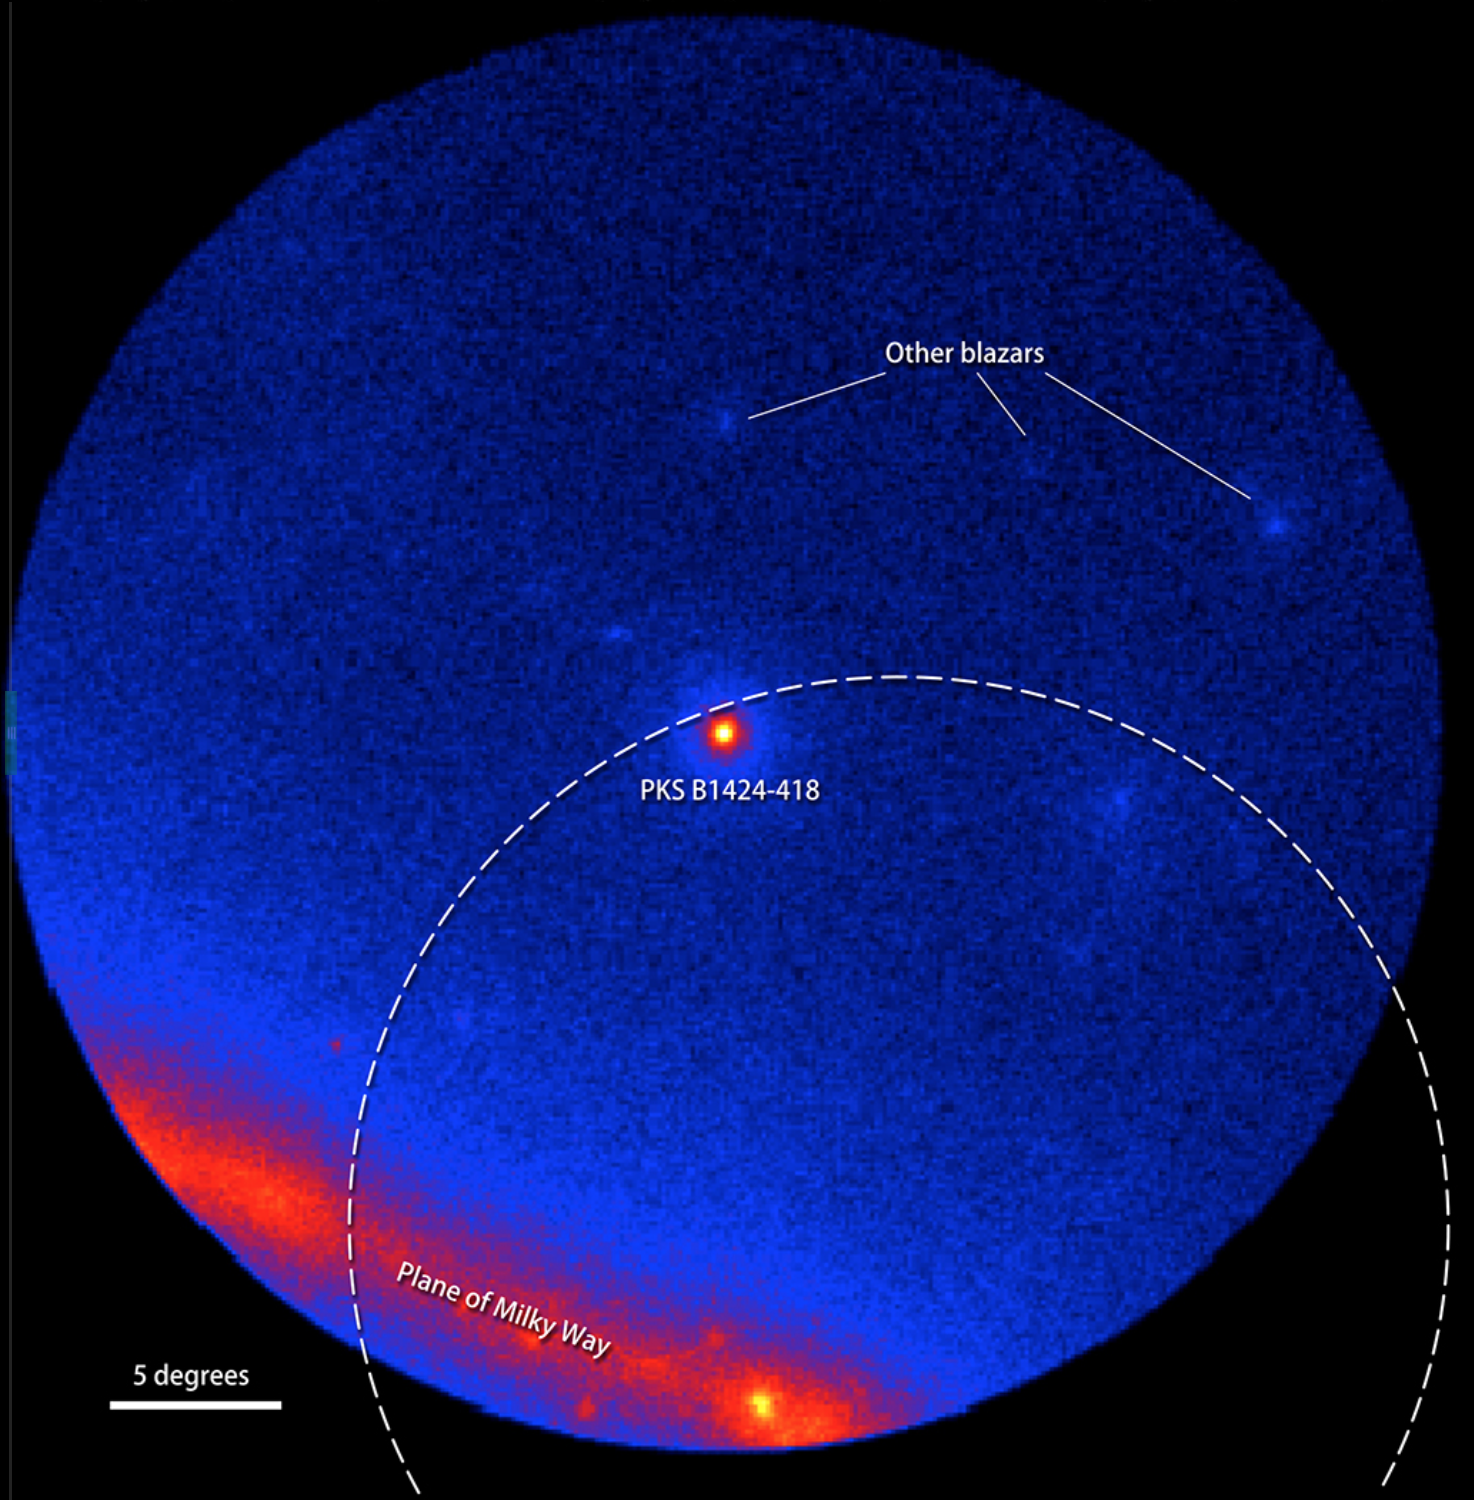 Other blazars
PKS B1424-418
Plane of Milky Way
5 degrees